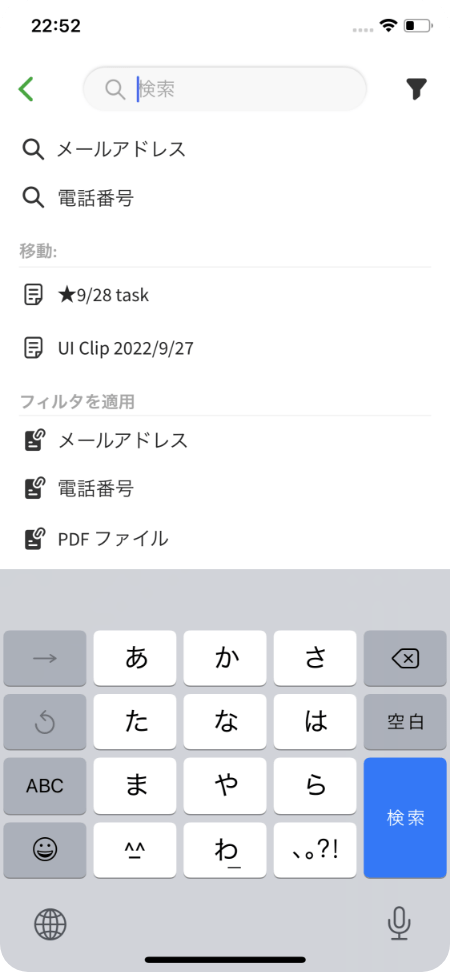 22:52
検索
メールアドレス
電話番号
移動:
★9/28 task
UI Clip 2022/9/27
フィルタを適用
メールアドレス
電話番号
PDF ファイル
→ あ か さ
た な は 空白
ABC ま や ら 検索
^^ わ 、。?!